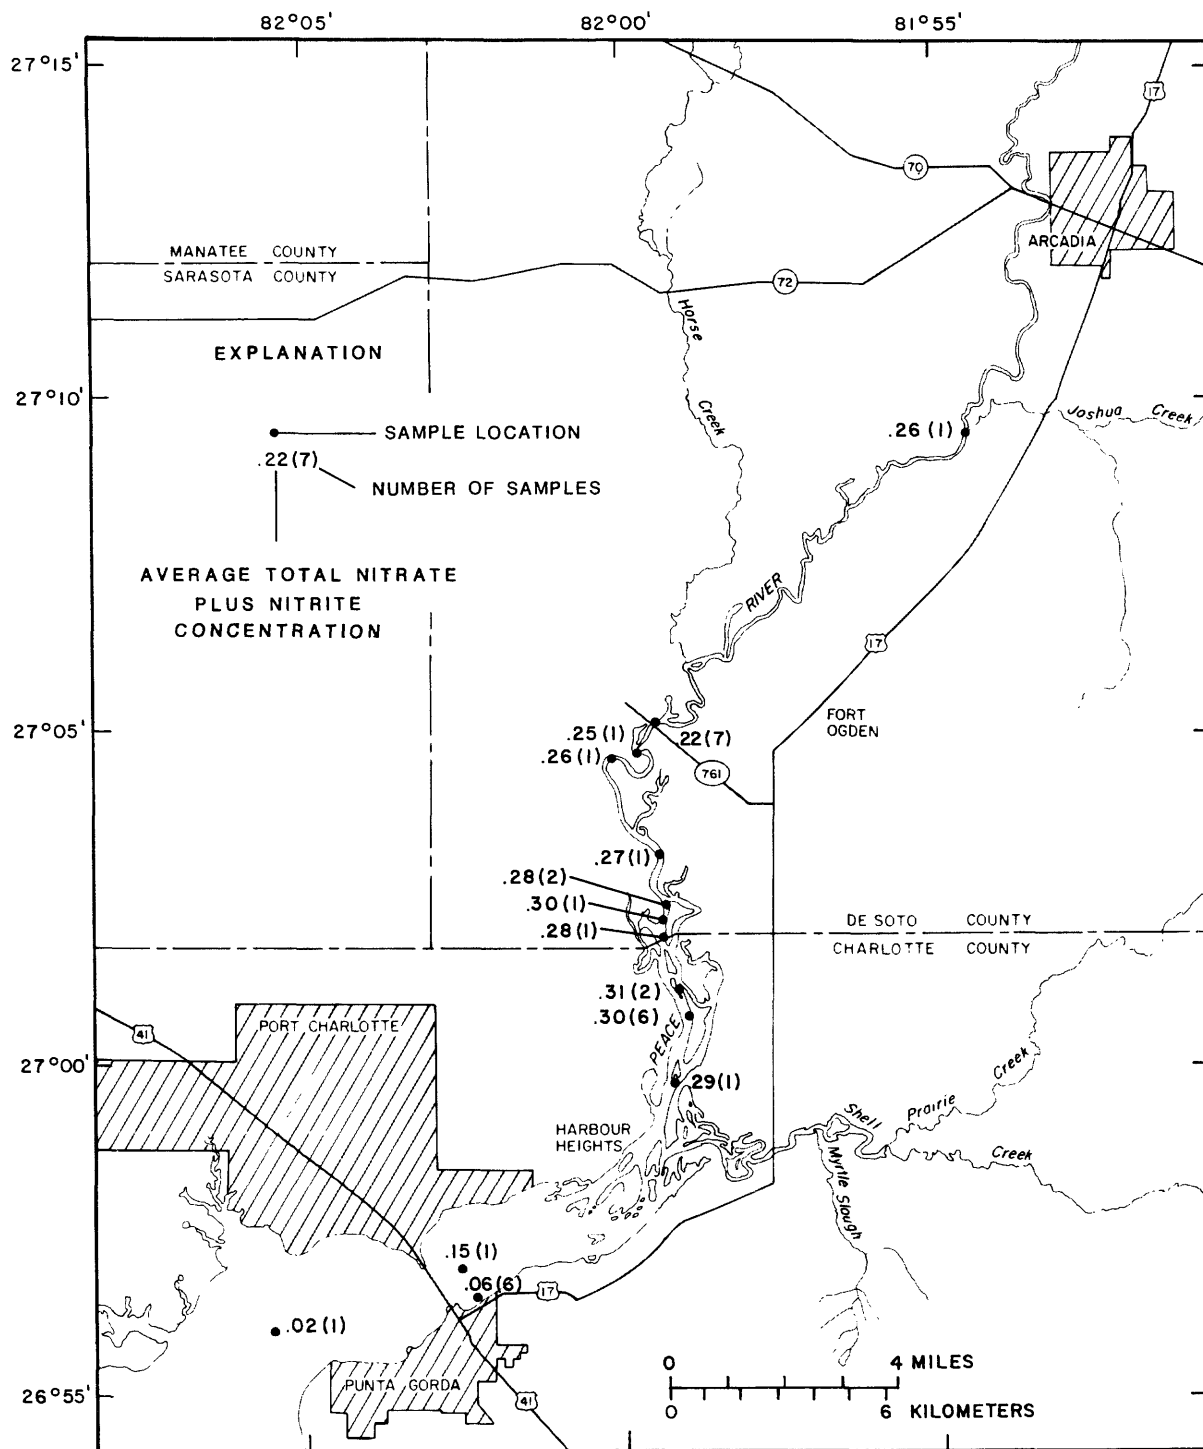 82°05'
82°00'
81°55'
27°15'
17
70
ARCADIA
MANATEE COUNTY
SARASOTA COUNTY
72
Horse
Creek
EXPLANATION
27°10'
Joshua Creek
SAMPLE LOCATION
.26(1)
.22(7)
NUMBER OF SAMPLES
AVERAGE TOTAL NITRATE
PLUS NITRITE
CONCENTRATION
RIVER
17
27°05'
FORT
OGDEN
.25(1)
.22(7)
.26(1)
761
.27(1)
.28(2)
.30(1)
.28(1)
DE SOTO COUNTY
CHARLOTTE COUNTY
.31(2)
.30(6)
PEACE
41
PORT CHARLOTTE
27°00'
.29(1)
HARBOUR
HEIGHTS
Shell
Creek
Prairie
Creek
Myrtle Slough
.15(1)
.06(6)
17
.02(1)
0 4 MILES
26°55'
PUNTA GORDA
41
0 6 KILOMETERS